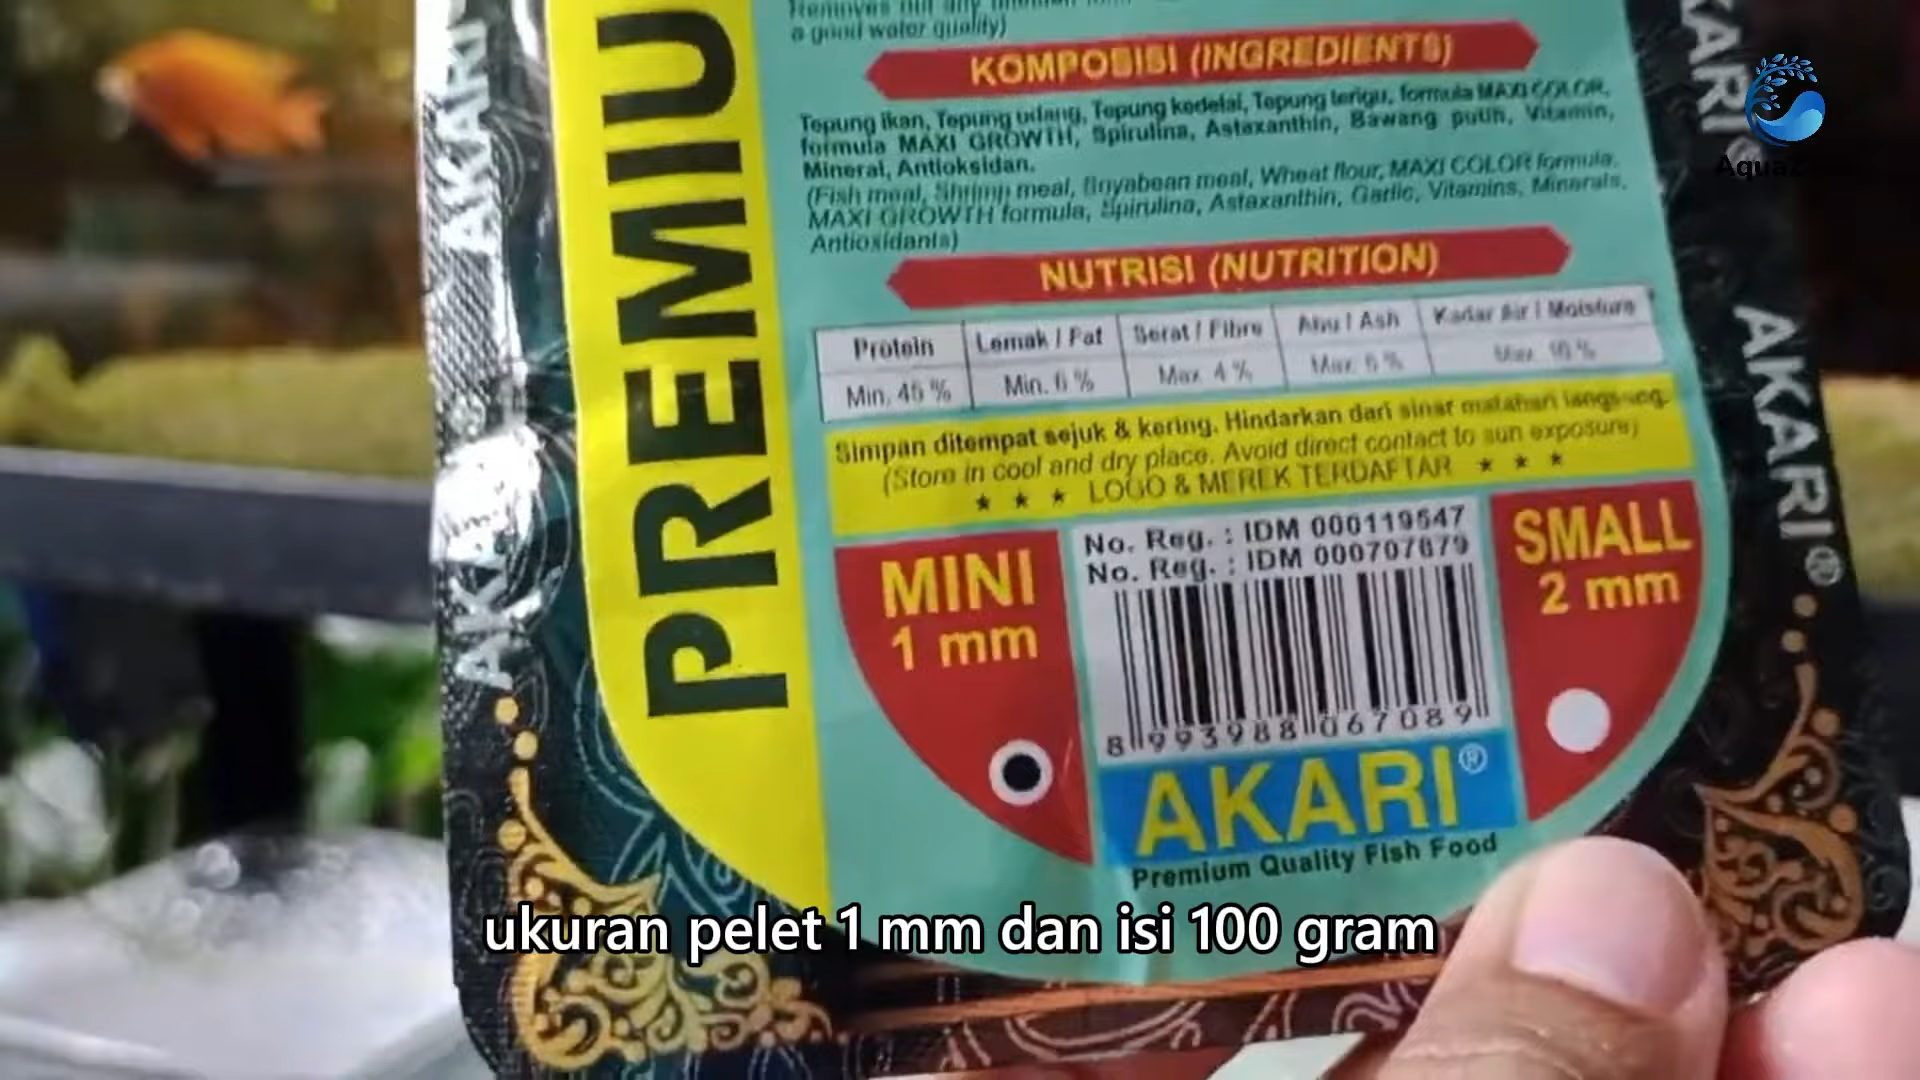 a good water quality)
KOMPOSISI (INGREDIENTS)
Tepung ikan, Tepung udang, Tepung kedelai, Tepung terigu, formula MAXI COLOR,
formula MAXI GROWTH, Spirulina, Astaxanthin, Bawang putih, Vitamin,
Mineral, Antioksidan.
(Fish meal, Shrimp meal, Soyabean meal, Wheat flour, MAXI COLOR formula,
MAXI GROWTH formula, Spirulina, Astaxanthin, Garlic, Vitamins, Minerals,
Antioxidants)
NUTRISI (NUTRITION)
Protein Lemak / Fat Serat / Fibre Abu / Ash Kadar Air / Moisture
Min. 45 % Min. 6 % Max 4 % Max 6 % Max 10 %
Simpan ditempat sejuk & kering. Hindarkan dari sinar matahari langsung.
(Store in cool and dry place. Avoid direct contact to sun exposure)
* * * LOGO & MEREK TERDAFTAR * * *
MINI
1 mm
No. Reg. : IDM 000119547
No. Reg. : IDM 000707679
8 993988 067089
SMALL
2 mm
AKARI®
Premium Quality Fish Food
PREMIU
AKARI
AKARI®
ukuran pelet 1 mm dan isi 100 gram